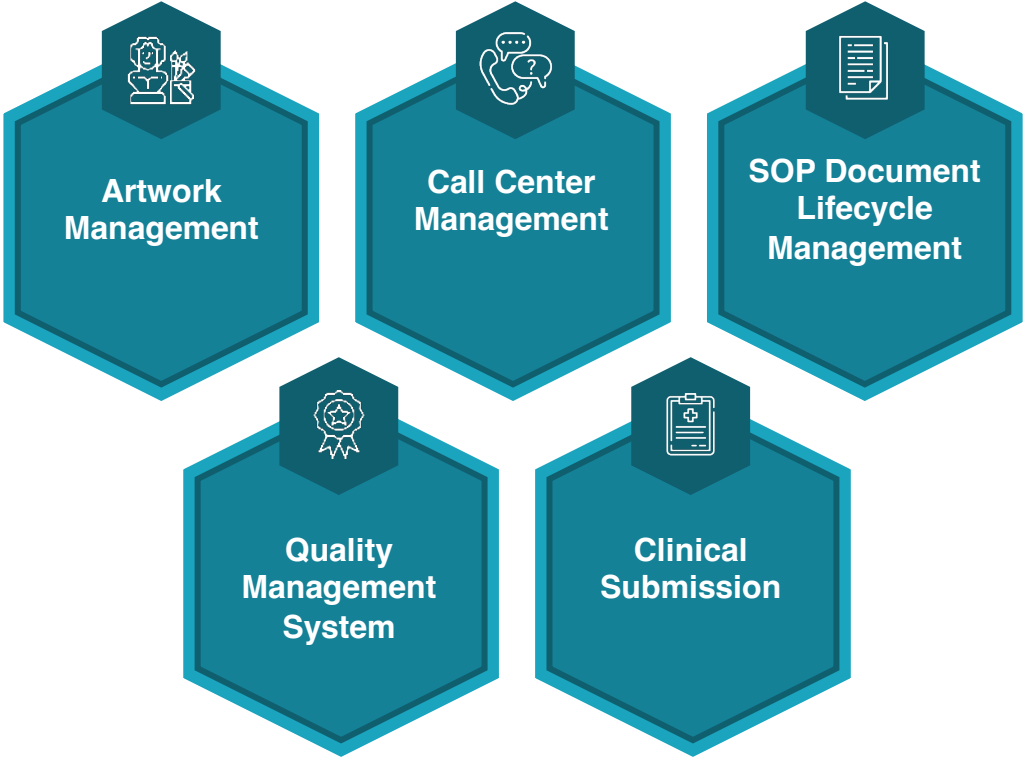 Artwork
Management
Call Center
Management
SOP Document
Lifecycle
Management
Quality
Management
System
Clinical
Submission